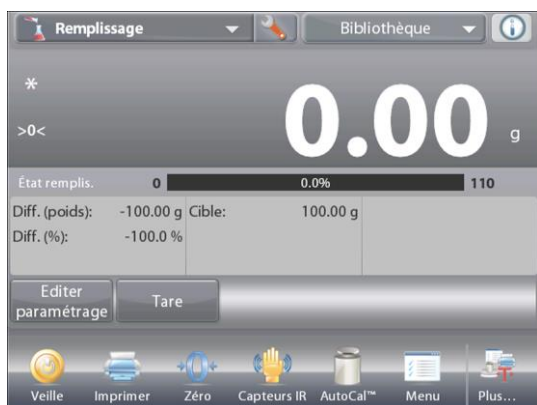 Remplissage
Bibliothèque
*
>0<
0.00 g
État remplis. 0 0.0% 110
Diff. (poids): -100.00 g Cible: 100.00 g
Diff. (%): -100.0 %
Editer paramétrage
Tare
Veille Imprimer Zéro Capteurs IR AutoCal™ Menu Plus...